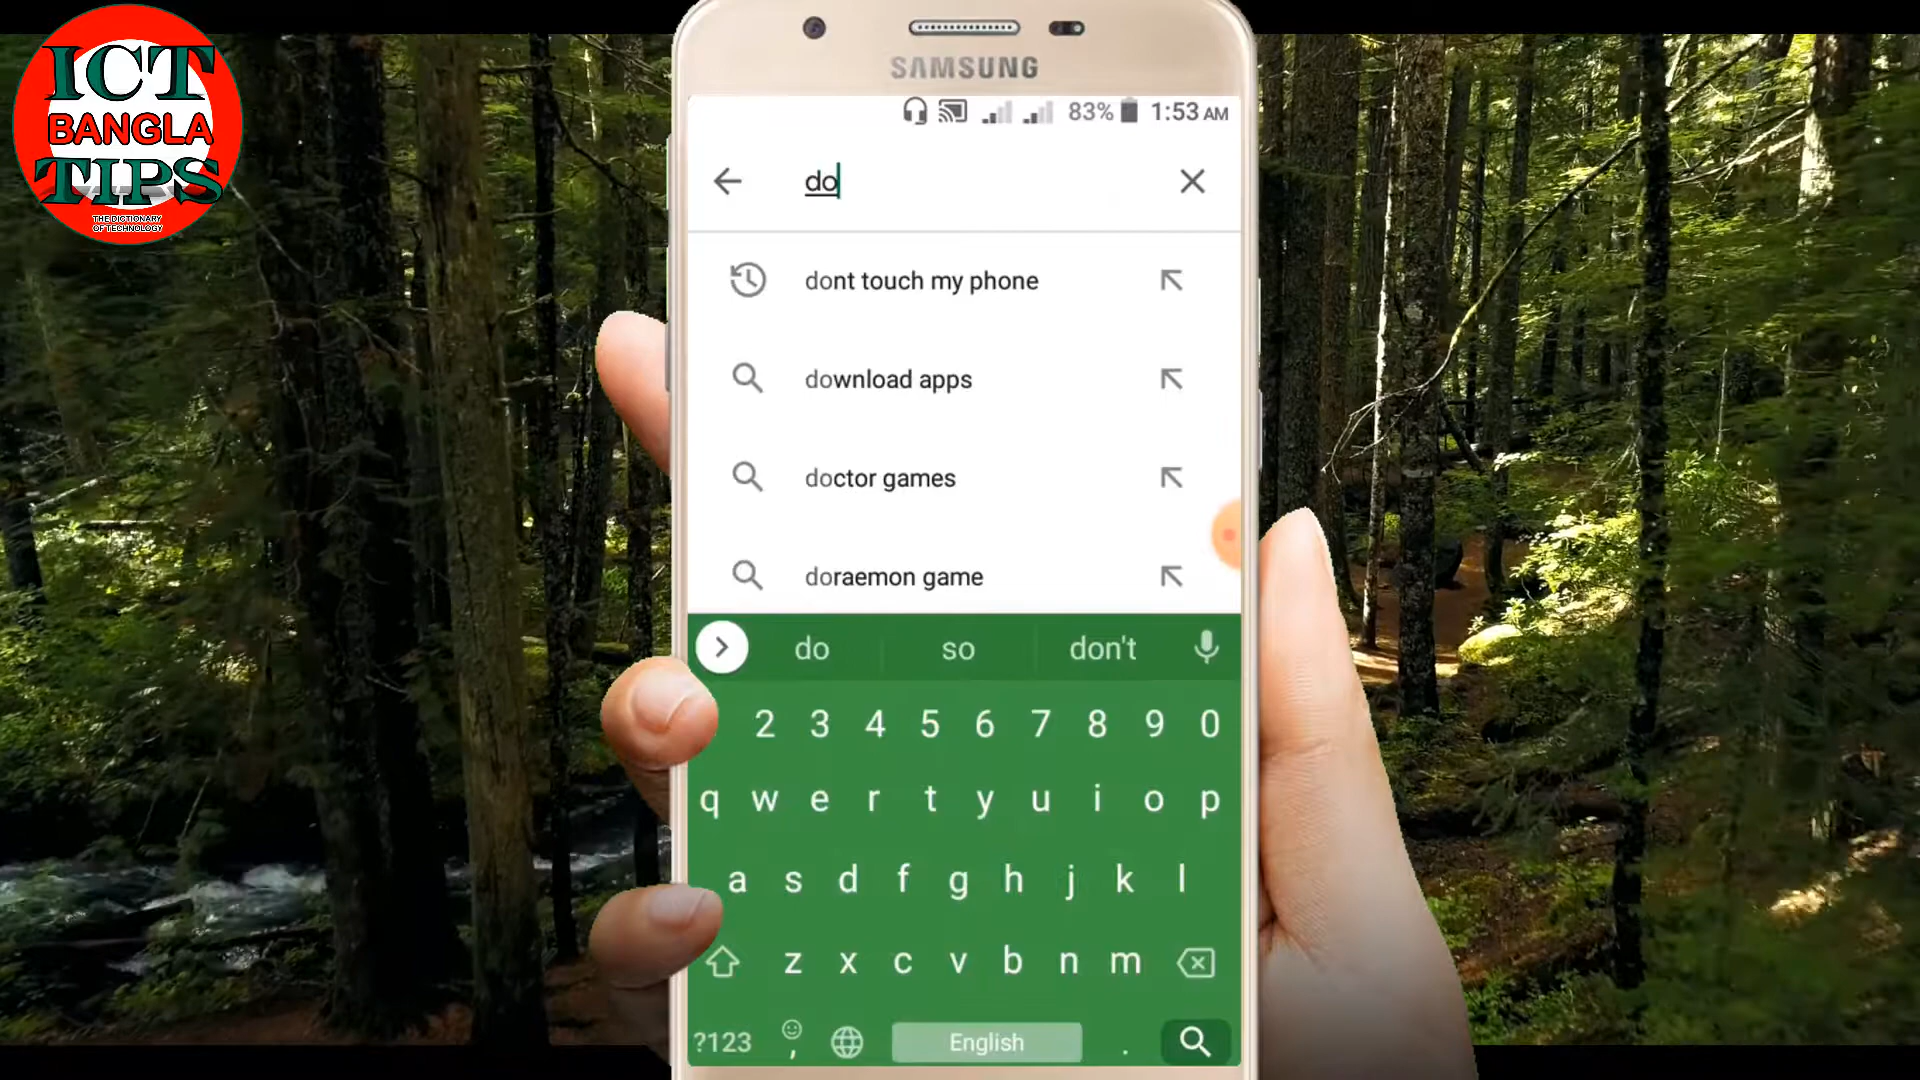 ICT
BANGLA
TIPS
THE DICTIONARY
OF TECHNOLOGY
SAMSUNG
83% 1:53 AM
do
dont touch my phone
download apps
doctor games
doraemon game
do so don't
2 3 4 5 6 7 8 9 0
q w e r t y u i o p
a s d f g h j k l
z x c v b n m
?123 , English .